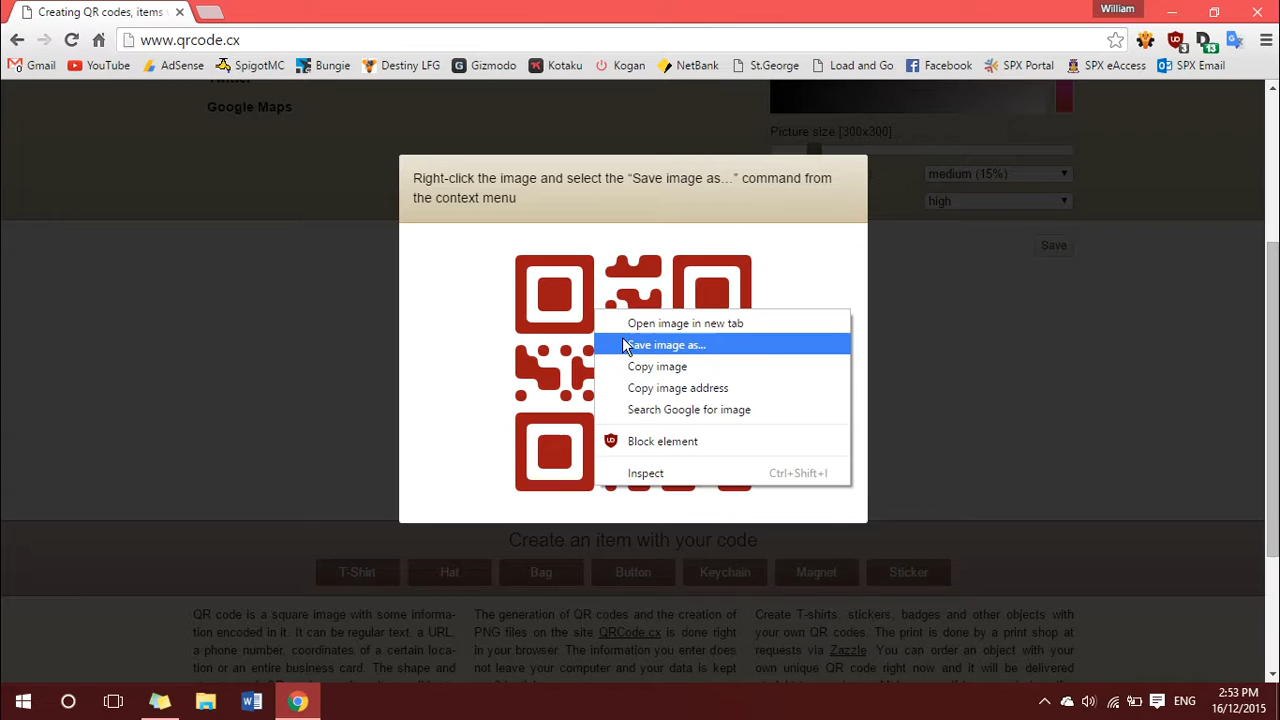 Creating QR codes, items
William
www.qrcode.cx
3
13
Gmail
YouTube
AdSense
SpigotMC
Bungie
Destiny LFG
Gizmodo
Kotaku
Kogan
NetBank
St.George
Load and Go
Facebook
SPX Portal
SPX eAccess
SPX Email
Google Maps
Picture size [300x300]
medium (15%)
high
Save
Right-click the image and select the “Save image as…” command from
the context menu
Open image in new tab
Save image as...
Copy image
Copy image address
Search Google for image
Block element
Inspect Ctrl+Shift+I
Create an item with your code
T-Shirt
Hat
Bag
Button
Keychain
Magnet
Sticker
QR code is a square image with some informa-
tion encoded in it. It can be regular text, a URL,
a phone number, coordinates of a certain loca-
tion or an entire business card. The shape and
The generation of QR codes and the creation of
PNG files on the site QRCode.cx is done right
in your browser. The information you enter does
not leave your computer and your data is kept
Create T-shirts, stickers, badges and other objects with
your own QR codes. The print is done by a print shop at
requests via Zazzle. You can order an object with your
own unique QR code right now and it will be delivered
ENG
2:53 PM
16/12/2015